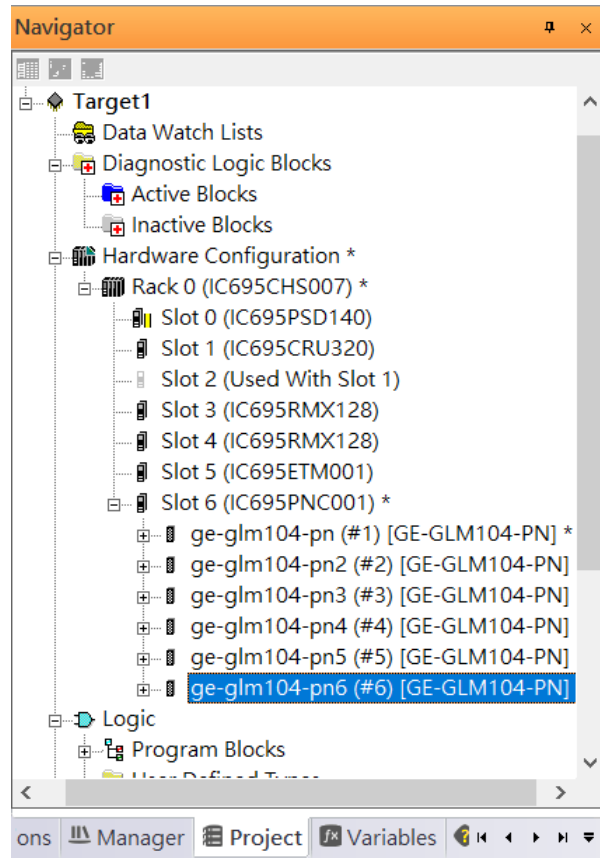 Navigator
Target1
Data Watch Lists
Diagnostic Logic Blocks
Active Blocks
Inactive Blocks
Hardware Configuration *
Rack 0 (IC695CHS007) *
Slot 0 (IC695PSD140)
Slot 1 (IC695CRU320)
Slot 2 (Used With Slot 1)
Slot 3 (IC695RMX128)
Slot 4 (IC695RMX128)
Slot 5 (IC695ETM001)
Slot 6 (IC695PNC001) *
ge-glm104-pn (#1) [GE-GLM104-PN] *
ge-glm104-pn2 (#2) [GE-GLM104-PN]
ge-glm104-pn3 (#3) [GE-GLM104-PN]
ge-glm104-pn4 (#4) [GE-GLM104-PN]
ge-glm104-pn5 (#5) [GE-GLM104-PN]
ge-glm104-pn6 (#6) [GE-GLM104-PN]
Logic
Program Blocks
User Defined Types
ons Manager Project Variables